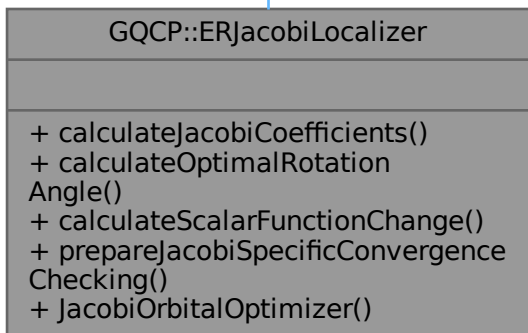 GQCP::ERJacobiLocalizer
+ calculateJacobiCoefficients()
+ calculateOptimalRotation
Angle()
+ calculateScalarFunctionChange()
+ prepareJacobiSpecificConvergence
Checking()
+ JacobiOrbitalOptimizer()